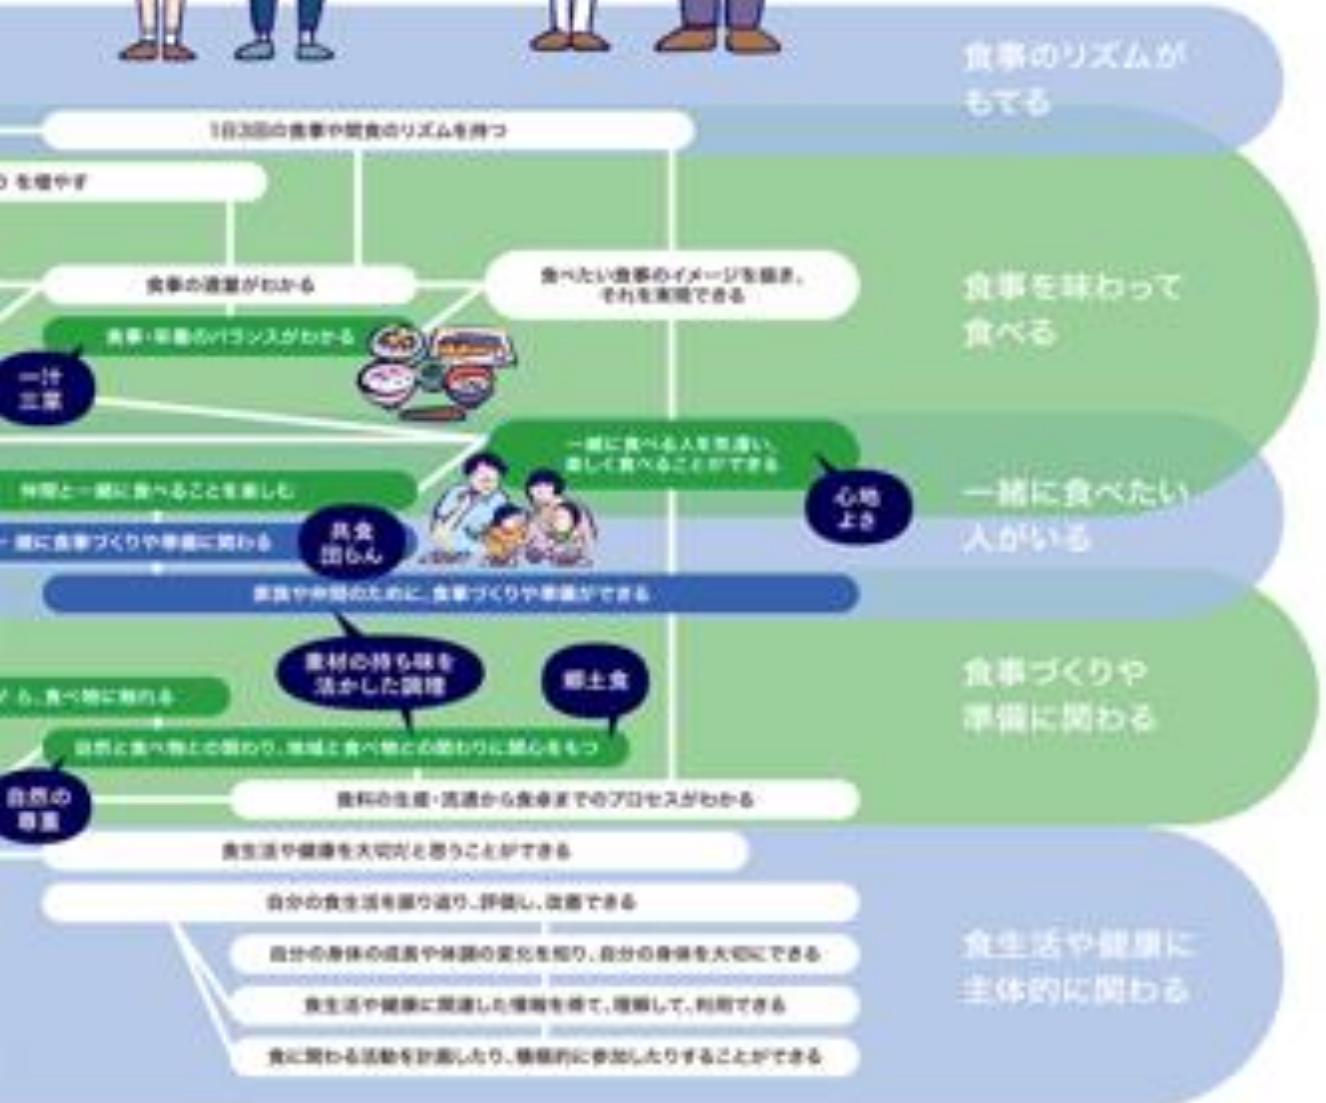 食事のリズムが
もてる
1日3回の食事や間食のリズムを持つ
を増やす
食事の適量がわかる
食べたい食事のイメージを描き、
それを実現できる
食事・栄養のバランスがわかる
食事を味わって
食べる
一汁
三菜
一緒に食べる人を気遣い、
楽しく食べることができる
仲間と一緒に食べることを楽しむ
心地
よさ
一緒に食べたい
人がいる
共食
団らん
緒に食事づくりや準備に関わる
家族や仲間のために、食事づくりや準備ができる
素材の持ち味を
活かした調理
郷土食
食事づくりや
準備に関わる
ら、食べ物に触れる
自然と食べ物との関わり、地域と食べ物との関わりに関心をもつ
自然の
尊重
食料の生産・流通から食卓までのプロセスがわかる
食生活や健康を大切だと思うことができる
自分の食生活を振り返り、評価し、改善できる
自分の身体の成長や体調の変化を知り、自分の身体を大切にできる
食生活や健康に
主体的に関わる
食生活や健康に関連した情報を得て、理解して、利用できる
食に関わる活動を計画したり、積極的に参加したりすることができる